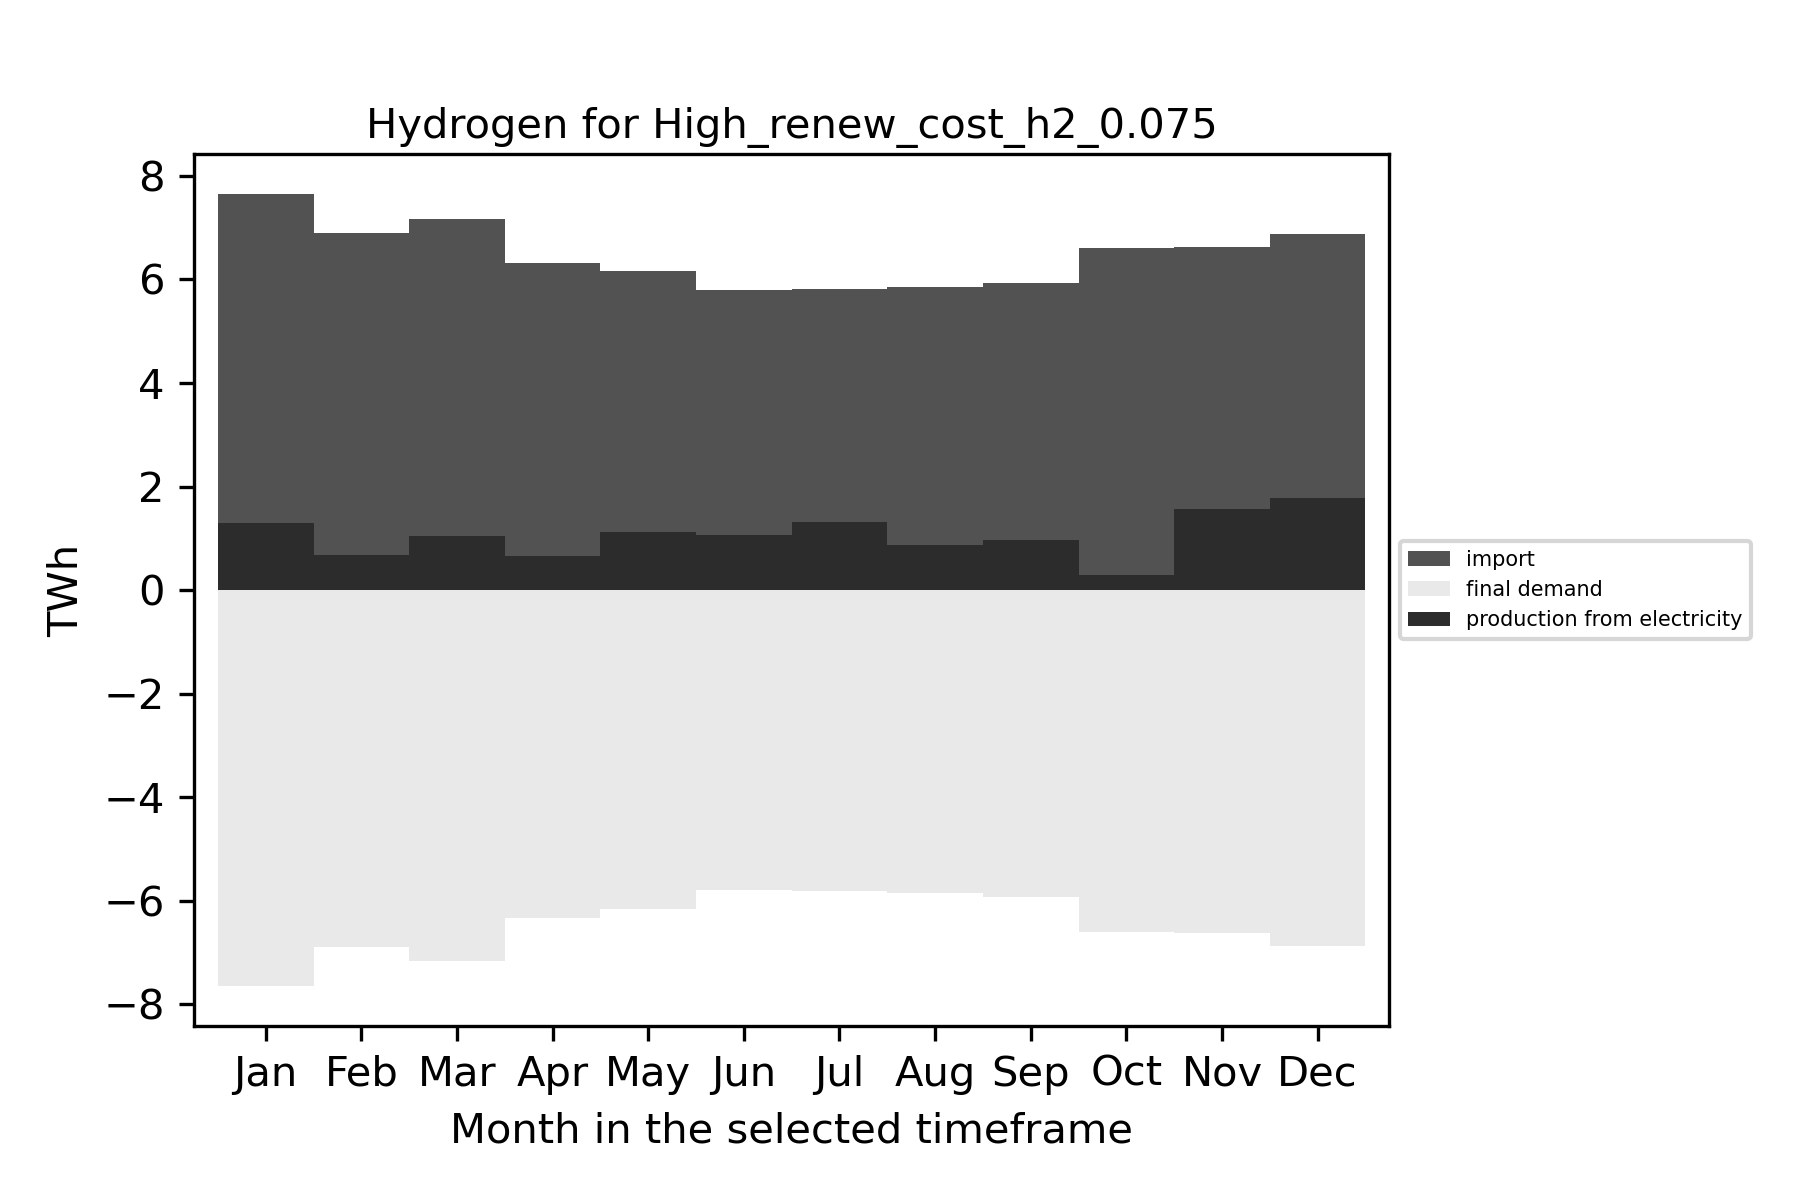 Hydrogen for High_renew_cost_h2_0.075
8
6
4
2
0
−2
−4
−6
−8
TWh
Jan Feb Mar Apr May Jun Jul Aug Sep Oct Nov Dec
Month in the selected timeframe
import
final demand
production from electricity